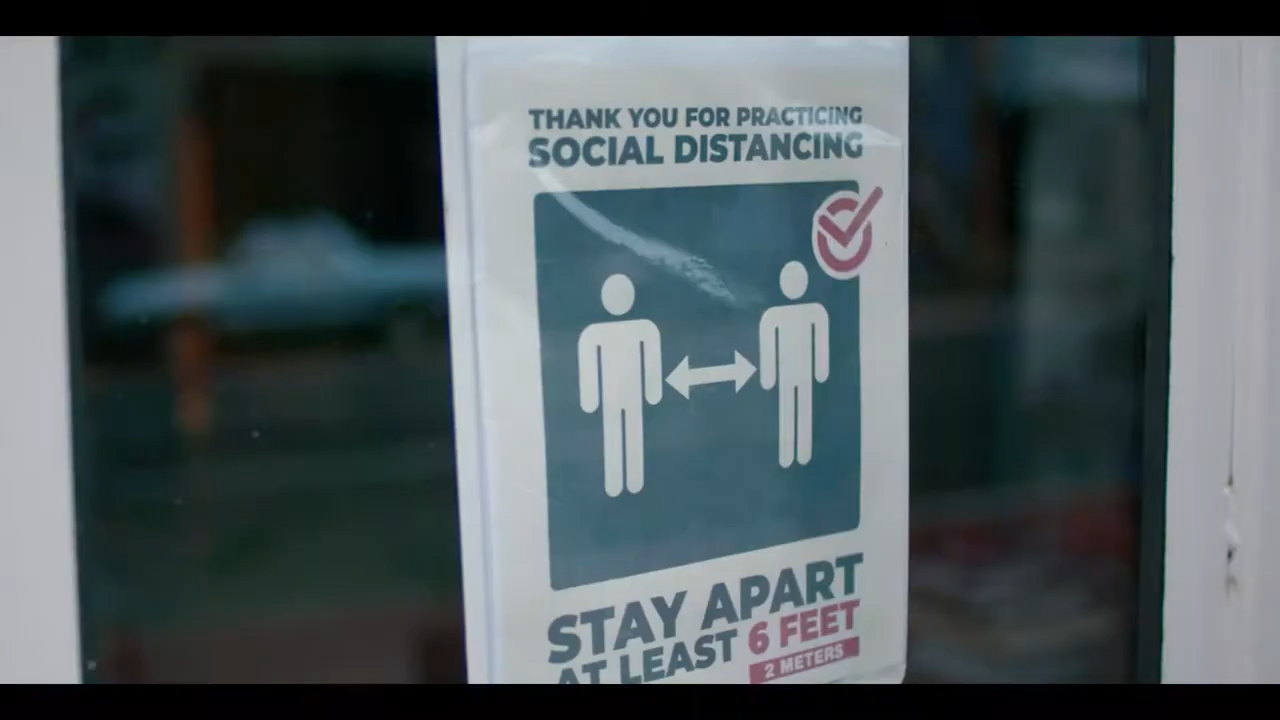 THANK YOU FOR PRACTICING
SOCIAL DISTANCING
STAY APART
AT LEAST 6 FEET
2 METERS